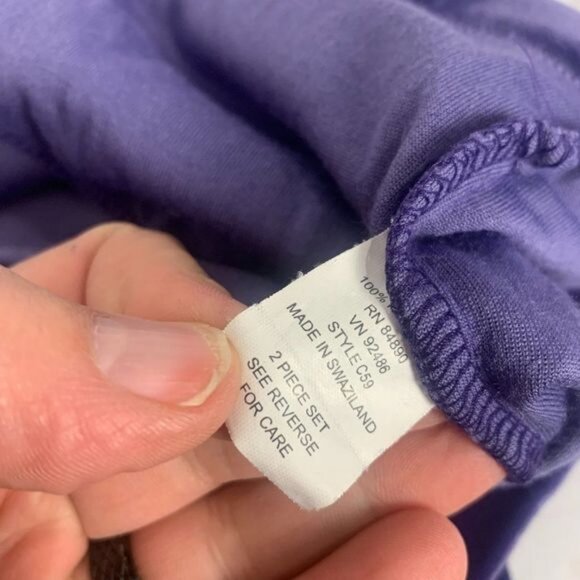 100%
RN 84890
VN 92486
STYLE C59
MADE IN SWAZILAND
2 PIECE SET
SEE REVERSE
FOR CARE